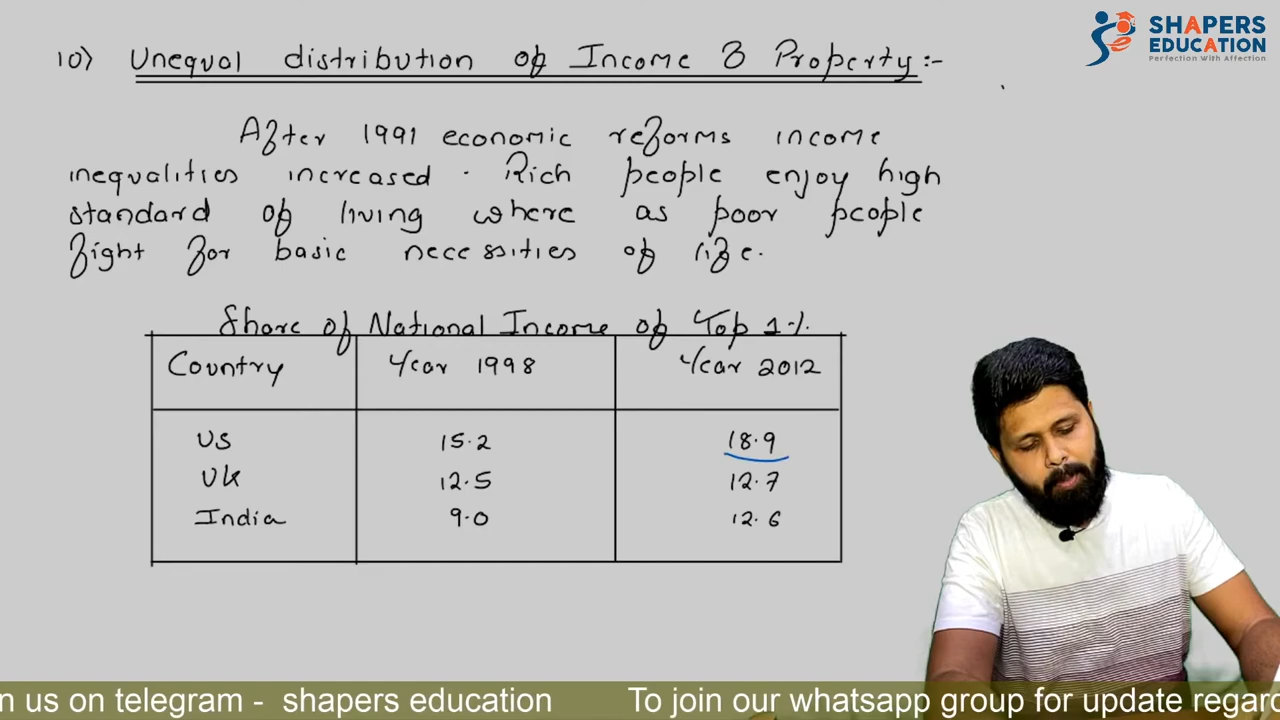 SHAPERS
EDUCATION
Perfection With Affection
10) Unequal distribution of Income & Property:-
After 1991 economic reforms income
inequalities increased. Rich people enjoy high
standard of living where as poor people
fight for basic necessities of life.
Share of National Income of Top 1%
Country Year 1998 Year 2012
US 15.2 18.9
UK 12.5 12.7
India 9.0 12.6
n us on telegram - shapers education To join our whatsapp group for update regard